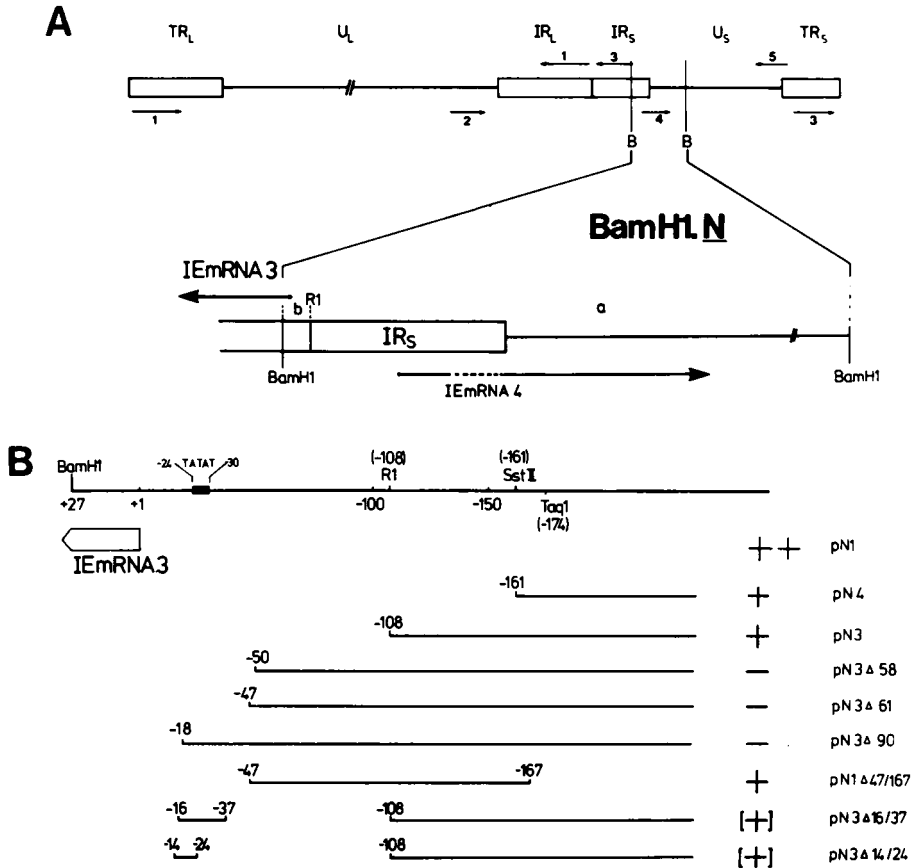 A
TR_L U_L IR_L IR_S U_S TR_S
1 3 5
1 2 4 3
B B
BamH1.N
IEmRNA3
b R1 a
IR_S
BamH1 BamH1
IEmRNA4
B
BamH1 -24 TATAT -30 (-108) R1 (-161) SstII
+27 +1 -100 -150 Taq1 (-174)
IEmRNA3
++ pN1
-161 + pN4
-108 + pN3
-50 − pN3Δ58
-47 − pN3Δ61
-18 − pN3Δ90
-47 -167 + pN1Δ47/167
-16 -37 -108 [+] pN3Δ16/37
-14 -24 -108 [+] pN3Δ14/24